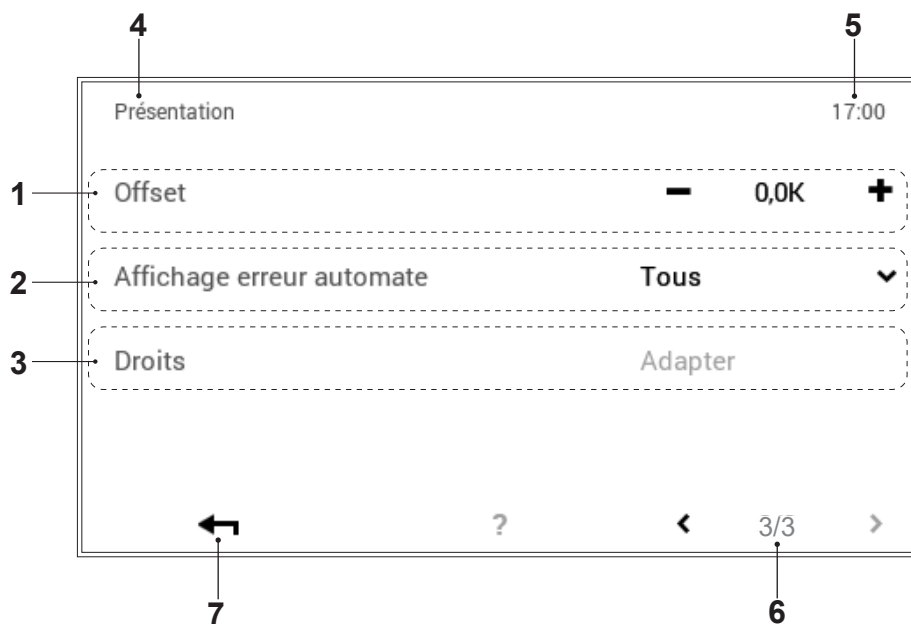 4 5
Présentation 17:00
1 Offset − 0,0K +
2 Affichage erreur automate Tous
3 Droits Adapter
? < 3/3 >
7 6